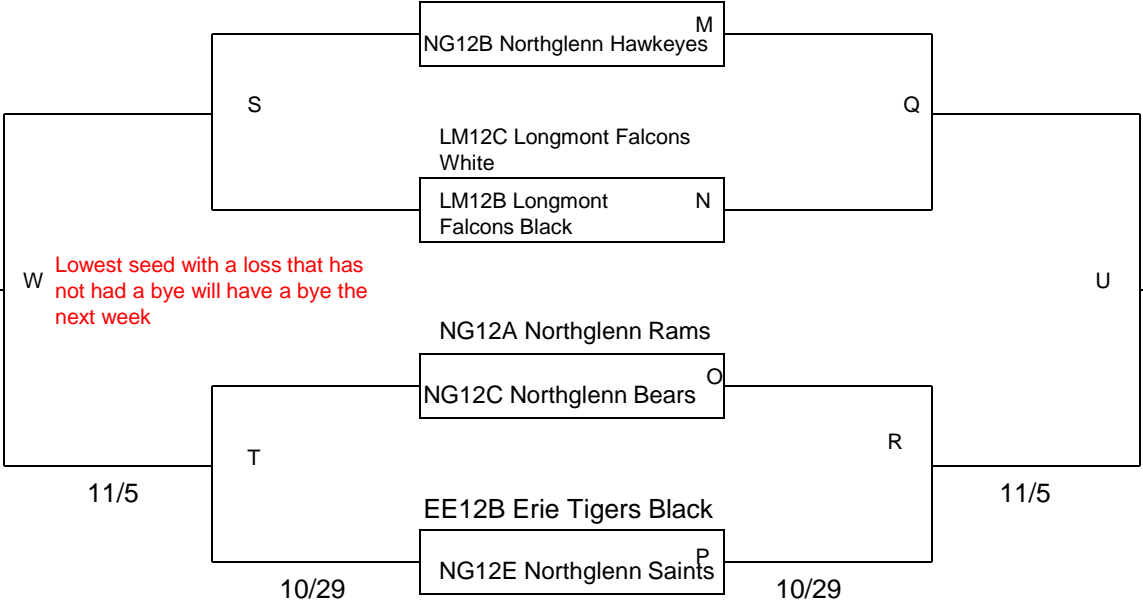 M
NG12B Northglenn Hawkeyes
S
Q
LM12C Longmont Falcons
White
LM12B Longmont
Falcons Black
N
W
Lowest seed with a loss that has
not had a bye will have a bye the
next week
U
NG12A Northglenn Rams
O
NG12C Northglenn Bears
T
R
11/5
11/5
EE12B Erie Tigers Black
P
NG12E Northglenn Saints
10/29
10/29